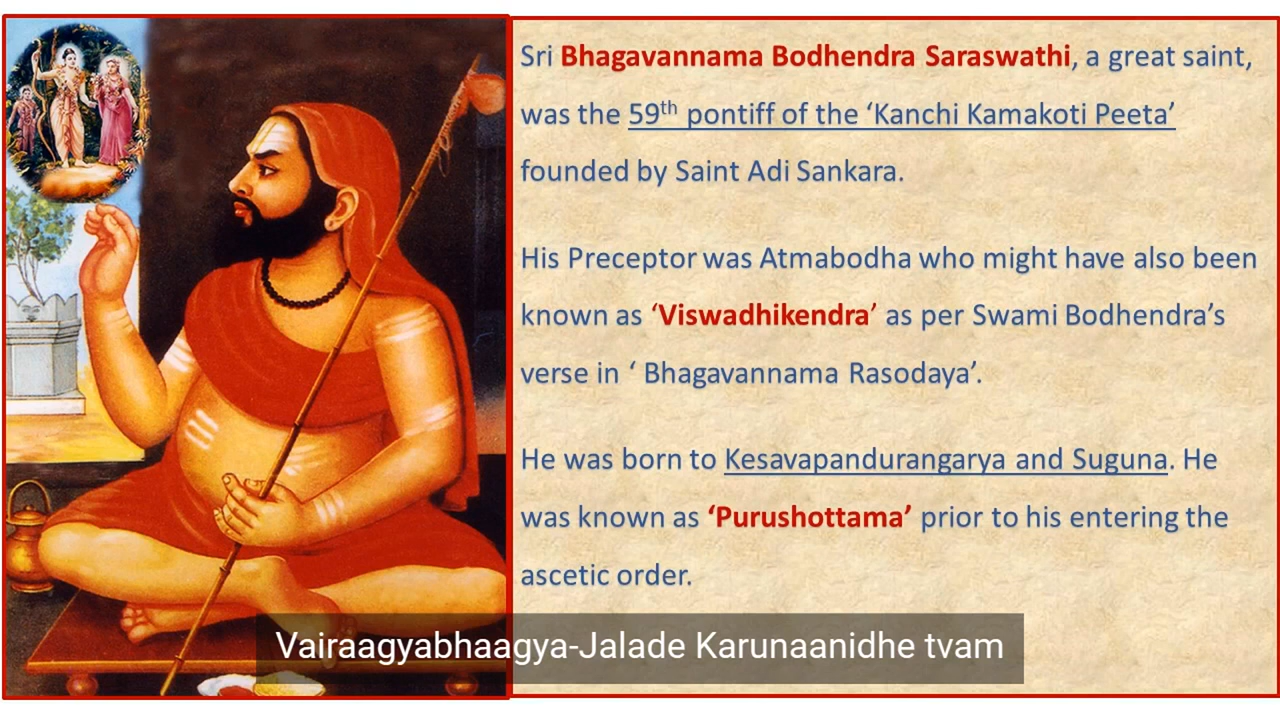 Sri Bhagavannama Bodhendra Saraswathi, a great saint,
was the 59th pontiff of the ‘Kanchi Kamakoti Peeta’
founded by Saint Adi Sankara.
His Preceptor was Atmabodha who might have also been
known as ‘Viswadhikendra’ as per Swami Bodhendra’s
verse in ‘ Bhagavannama Rasodaya’.
He was born to Kesavapandurangarya and Suguna. He
was known as ‘Purushottama’ prior to his entering the
ascetic order.
Vairaagyabhaagya-Jalade Karunaanidhe tvam